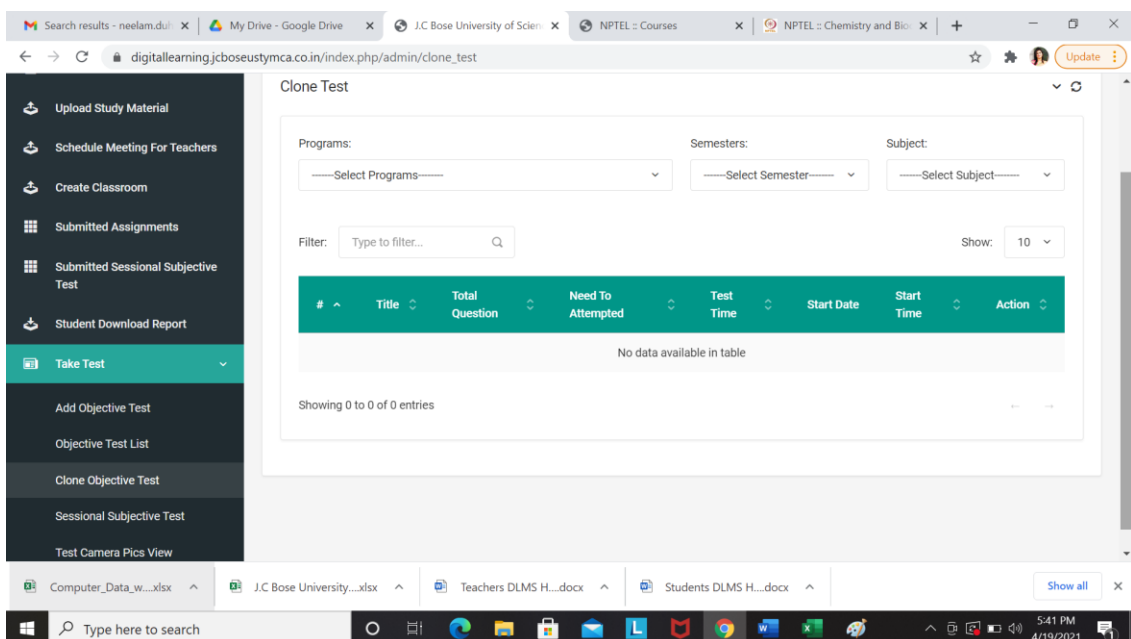 Search results - neelam.duh
My Drive - Google Drive
J.C Bose University of Scien
NPTEL :: Courses
NPTEL :: Chemistry and Bio
digitallearning.jcboseustymca.co.in/index.php/admin/clone_test
Update
Upload Study Material
Schedule Meeting For Teachers
Create Classroom
Submitted Assignments
Submitted Sessional Subjective
Test
Student Download Report
Take Test
Add Objective Test
Objective Test List
Clone Objective Test
Sessional Subjective Test
Test Camera Pics View
Clone Test
Programs: Semesters: Subject:
-------Select Programs-------- -------Select Semester-------- -------Select Subject--------
Filter: Type to filter... Show: 10
# Title Total Question Need To Attempted Test Time Start Date Start Time Action
No data available in table
Showing 0 to 0 of 0 entries
← →
Computer_Data_w....xlsx
J.C Bose University....xlsx
Teachers DLMS H....docx
Students DLMS H....docx
Show all
Type here to search
5:41 PM
4/19/2021
1